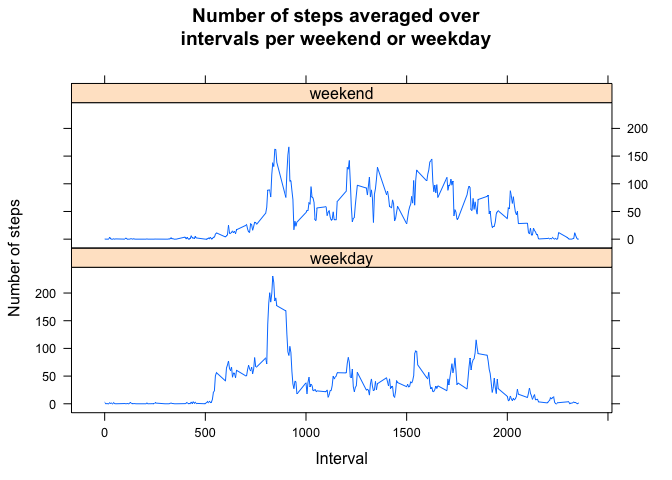 Number of steps averaged over
intervals per weekend or weekday
weekend
200
150
100
50
0
weekday
200
150
100
50
0
Number of steps
0 500 1000 1500 2000
Interval